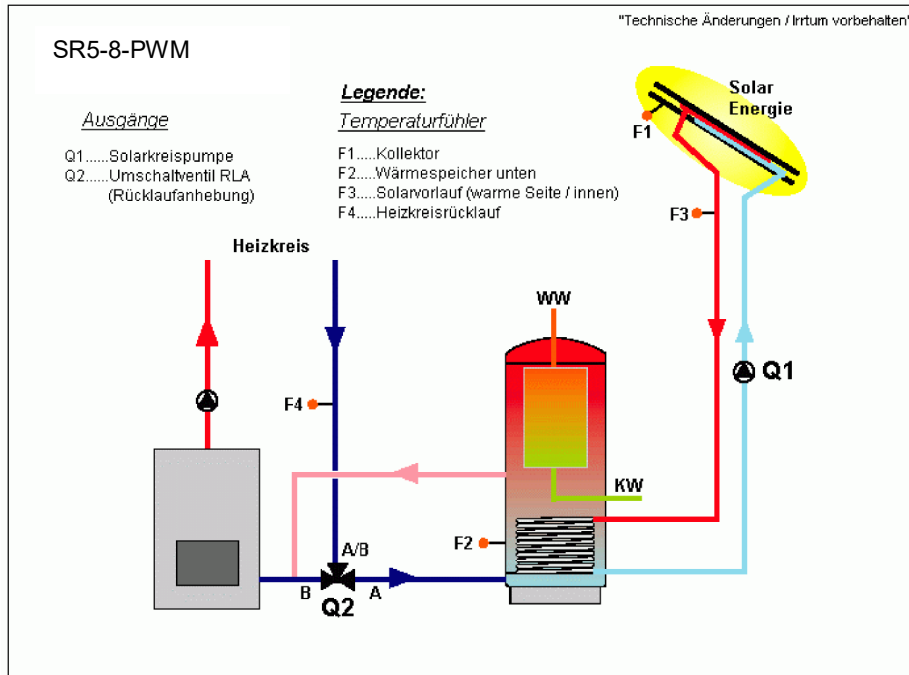 "Technische Änderungen / Irrtum vorbehalten"
SR5-8-PWM
Legende:
Ausgänge
Temperaturfühler
Q1.....Solarkreispumpe
Q2.....Umschaltventil RLA
(Rücklaufanhebung)
F1.....Kollektor
F2.....Wärmespeicher unten
F3.....Solarvorlauf (warme Seite / innen)
F4.....Heizkreisrücklauf
Solar
Energie
F1
F3
Heizkreis
WW
Q1
F4
KW
F2
A/B
B
A
Q2